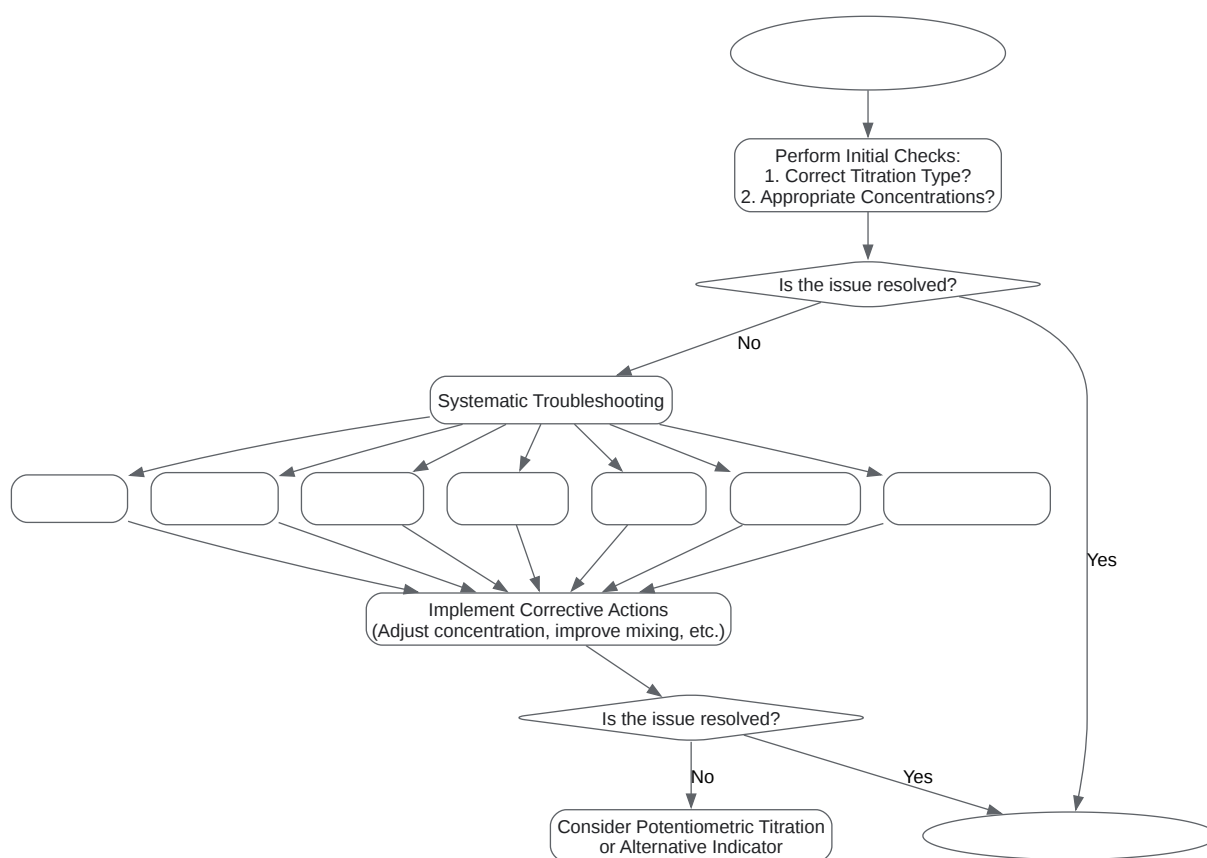 Perform Initial Checks:
1. Correct Titration Type?
2. Appropriate Concentrations?
Is the issue resolved?
No
Systematic Troubleshooting
Yes
Implement Corrective Actions
(Adjust concentration, improve mixing, etc.)
Is the issue resolved?
No
Yes
Consider Potentiometric Titration
or Alternative Indicator